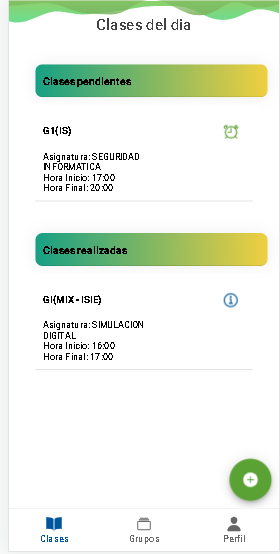 Clases del dia
Clases pendientes
G1(IS)
Asignatura: SEGURIDAD
INFORMATICA
Hora Inicio: 17:00
Hora Final: 20:00
Clases realizadas
GI(MIX - ISIE)
Asignatura: SIMULACION
DIGITAL
Hora Inicio: 16:00
Hora Final: 17:00
Clases Grupos Perfil